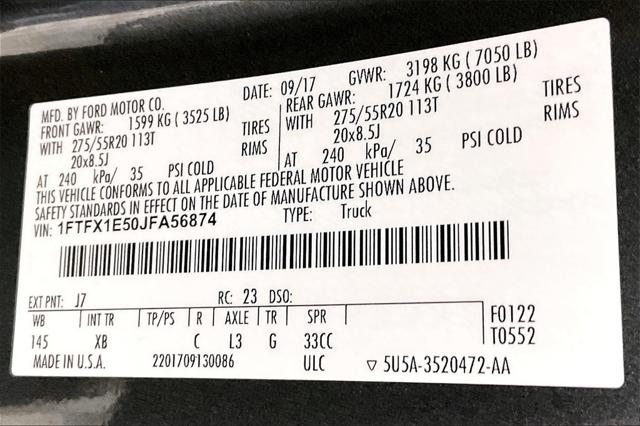 MFD. BY FORD MOTOR CO. DATE: 09/17 GVWR: 3198 KG ( 7050 LB)
FRONT GAWR: 1599 KG ( 3525 LB) REAR GAWR: 1724 KG ( 3800 LB)
WITH 275/55R20 113T TIRES WITH 275/55R20 113T TIRES
20x8.5J RIMS 20x8.5J RIMS
AT 240 kPa/ 35 PSI COLD AT 240 kPa/ 35 PSI COLD
THIS VEHICLE CONFORMS TO ALL APPLICABLE FEDERAL MOTOR VEHICLE
SAFETY STANDARDS IN EFFECT ON THE DATE OF MANUFACTURE SHOWN ABOVE.
VIN: 1FTFX1E50JFA56874 TYPE: Truck
EXT PNT: J7 RC: 23 DSO:
WB INT TR TP/PS R AXLE TR SPR F0122
145 XB C L3 G 33CC T0552
MADE IN U.S.A. 2201709130086 ULC ▽ 5U5A-3520472-AA